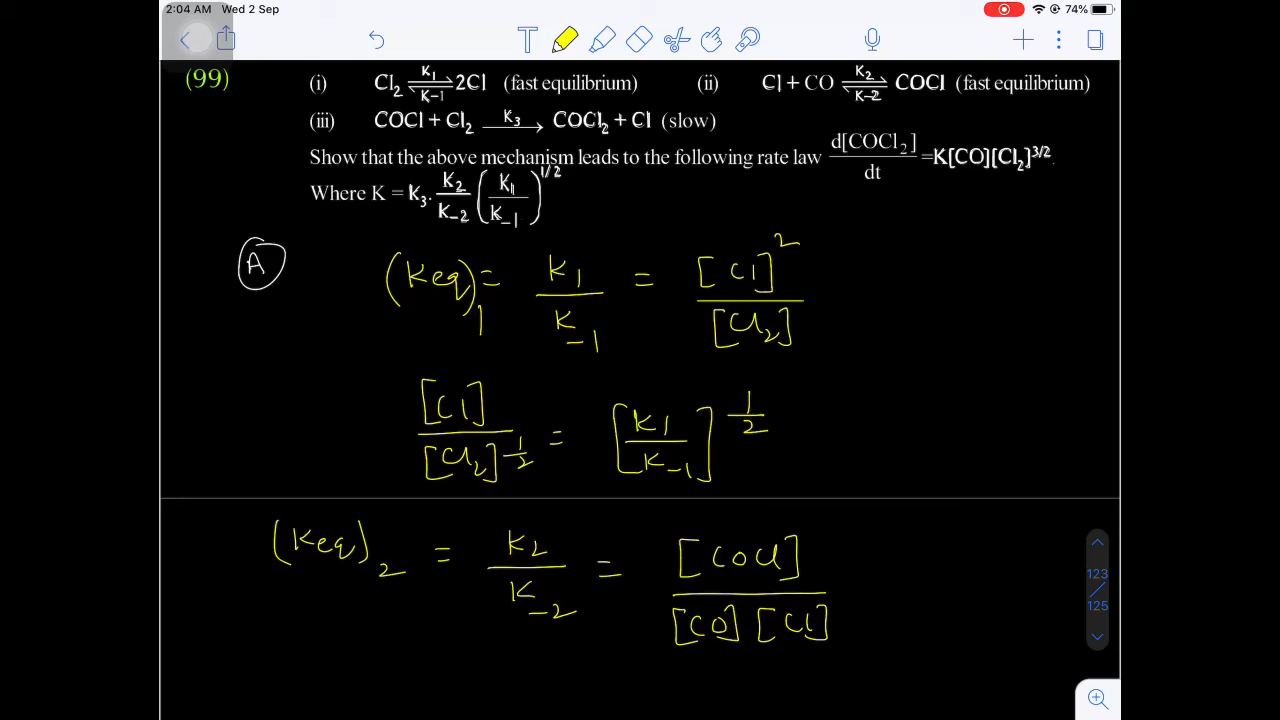 2:04 AM Wed 2 Sep 74%
(99) (i) Cl₂ ⇌ 2Cl (fast equilibrium) (ii) Cl + CO ⇌ COCl (fast equilibrium)
K₁ K-1 K₂ K-2
(iii) COCl + Cl₂ —K₃→ COCl₂ + Cl (slow)
Show that the above mechanism leads to the following rate law d[COCl₂]/dt =K[CO][Cl₂]^3/2.
Where K = K₃. K₂/K₋₂ (K₁/K₋₁)^1/2
A (Keq)₁ = K₁/K₋₁ = [Cl]²/[Cl₂]
[Cl]/[Cl₂]^1/2 = [K₁/K₋₁]^1/2
(Keq)₂ = K₂/K₋₂ = [COCl]/[CO][Cl]
123/125